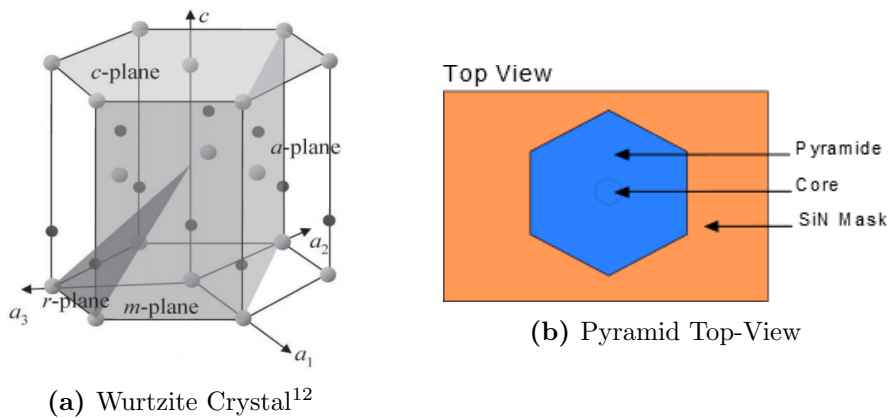 c
c-plane
a-plane
a₂
r-plane
m-plane
a₃
a₁
(a) Wurtzite Crystal¹²
Top View
Pyramide
Core
SiN Mask
(b) Pyramid Top-View